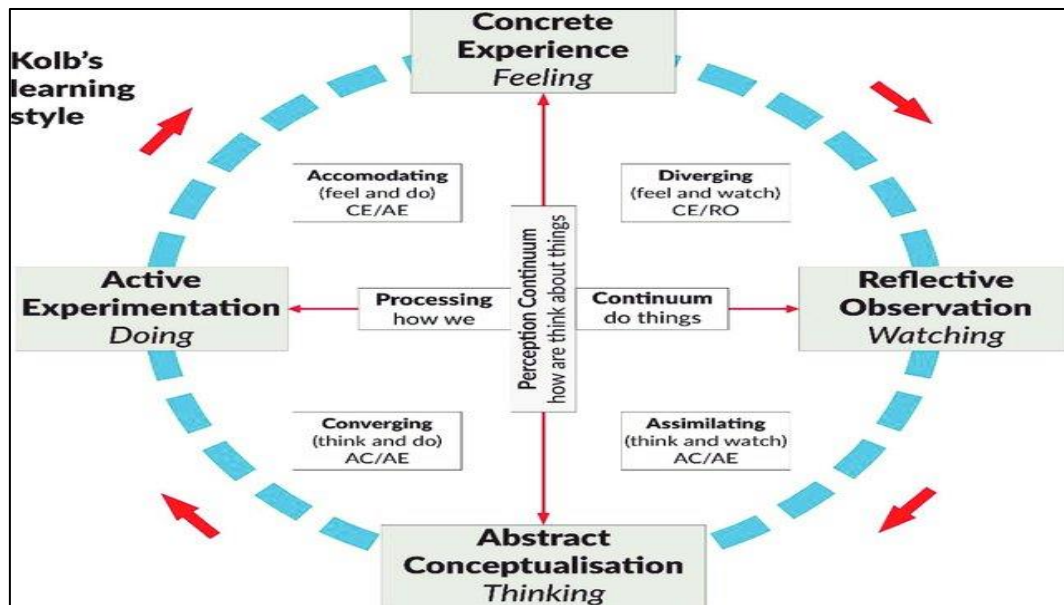 Concrete
Experience
Feeling
Kolb's
learning
style
Accomodating
(feel and do)
CE/AE
Diverging
(feel and watch)
CE/RO
Active
Experimentation
Doing
Processing
how we
Perception Continuum
how are think about things
Continuum
do things
Reflective
Observation
Watching
Converging
(think and do)
AC/AE
Assimilating
(think and watch)
AC/AE
Abstract
Conceptualisation
Thinking